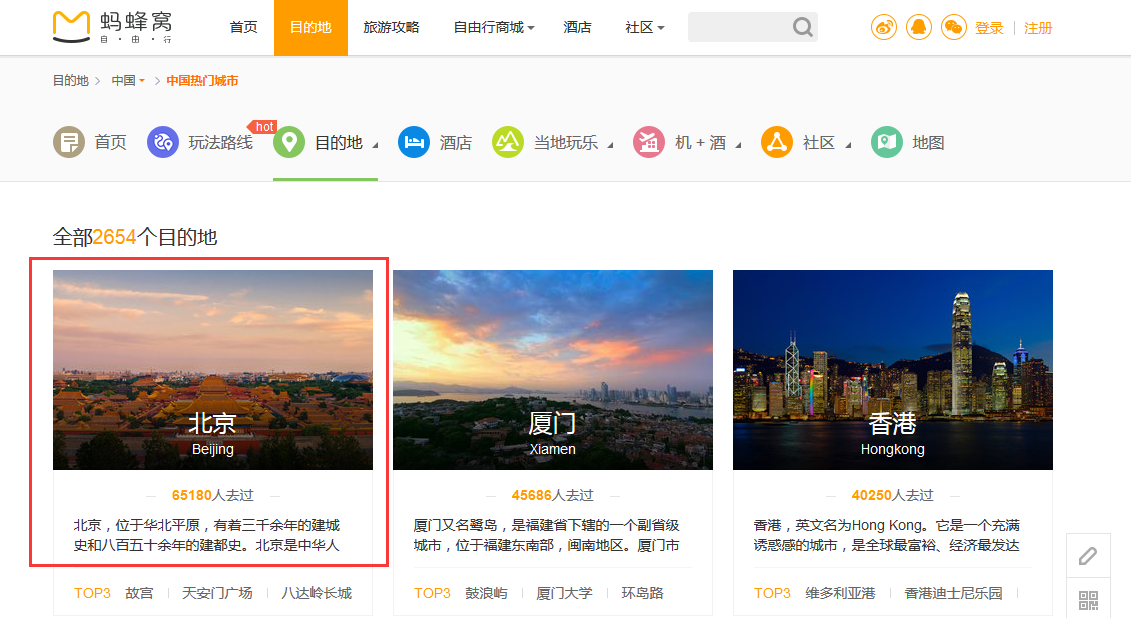 蚂蜂窝
自·由·行
首页 目的地 旅游攻略 自由行商城 酒店 社区 登录 注册
目的地 > 中国 > 中国热门城市
hot
首页 玩法路线 目的地 酒店 当地玩乐 机 + 酒 社区 地图
全部2654个目的地
北京
Beijing
65180人去过
北京，位于华北平原，有着三千余年的建城
史和八百五十余年的建都史。北京是中华人
TOP3 故宫 天安门广场 八达岭长城
厦门
Xiamen
45686人去过
厦门又名鹭岛，是福建省下辖的一个副省级
城市，位于福建东南部，闽南地区。厦门市
TOP3 鼓浪屿 厦门大学 环岛路
香港
Hongkong
40250人去过
香港，英文名为Hong Kong。它是一个充满
诱惑感的城市，是全球最富裕、经济最发达
TOP3 维多利亚港 香港迪士尼乐园